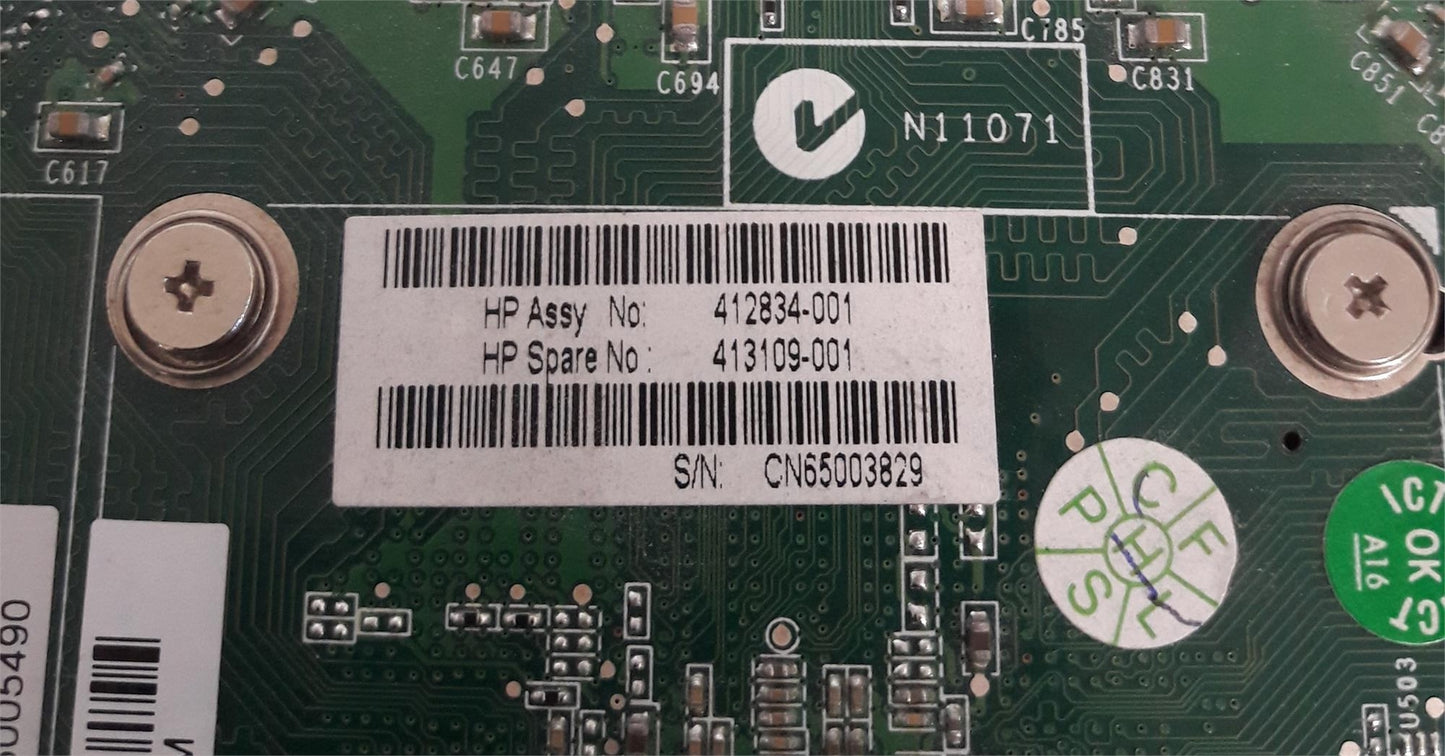 C647
C694
C785
C831
C851
C617
N11071
HP Assy No: 412834-001
HP Spare No : 413109-001
S/N: CN65003829
C
P
F
H
S
L
ICT
OK
A16
U503
005490